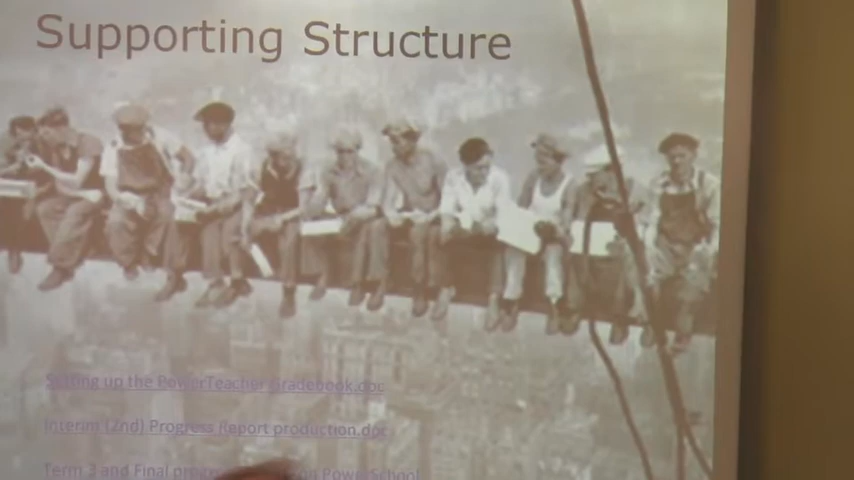 Supporting Structure
Setting up the PowerTeacher Gradebook.doc
Interim (2nd) Progress Report production.doc
Term 3 and Final on PowerSchool